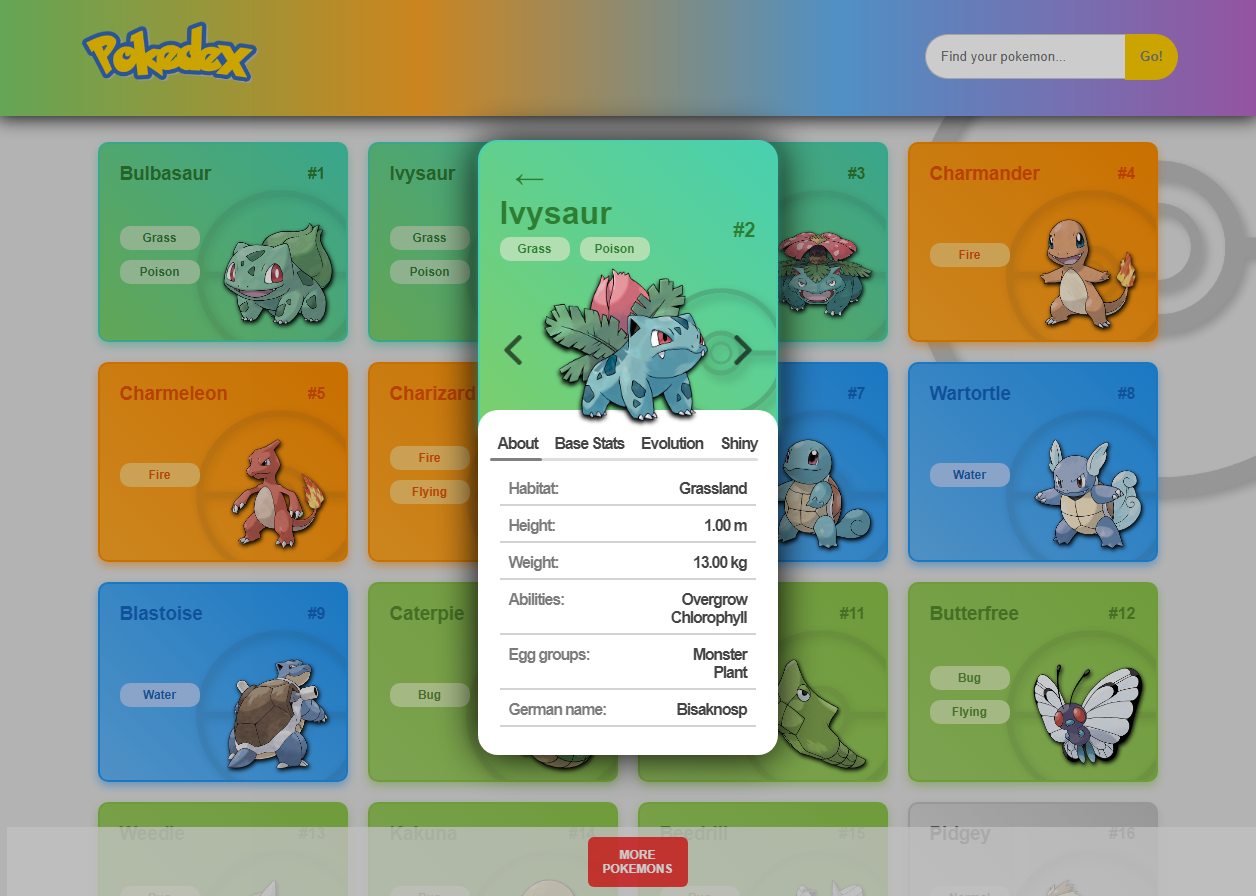 Pokedex
Find your pokemon...
Go!
Bulbasaur
#1
Grass
Poison
Ivysaur
Grass
Poison
#3
Charmander
#4
Fire
←
Ivysaur
#2
Grass
Poison
About
Base Stats
Evolution
Shiny
Habitat:
Grassland
Height:
1.00 m
Weight:
13.00 kg
Abilities:
Overgrow
Chlorophyll
Egg groups:
Monster
Plant
German name:
Bisaknosp
Charmeleon
#5
Fire
Charizard
Fire
Flying
#7
Wartortle
#8
Water
Blastoise
#9
Water
Caterpie
Bug
#11
Butterfree
#12
Bug
Flying
Weedle
#13
Kakuna
#14
Beedrill
#15
Pidgey
#16
MORE
POKEMONS